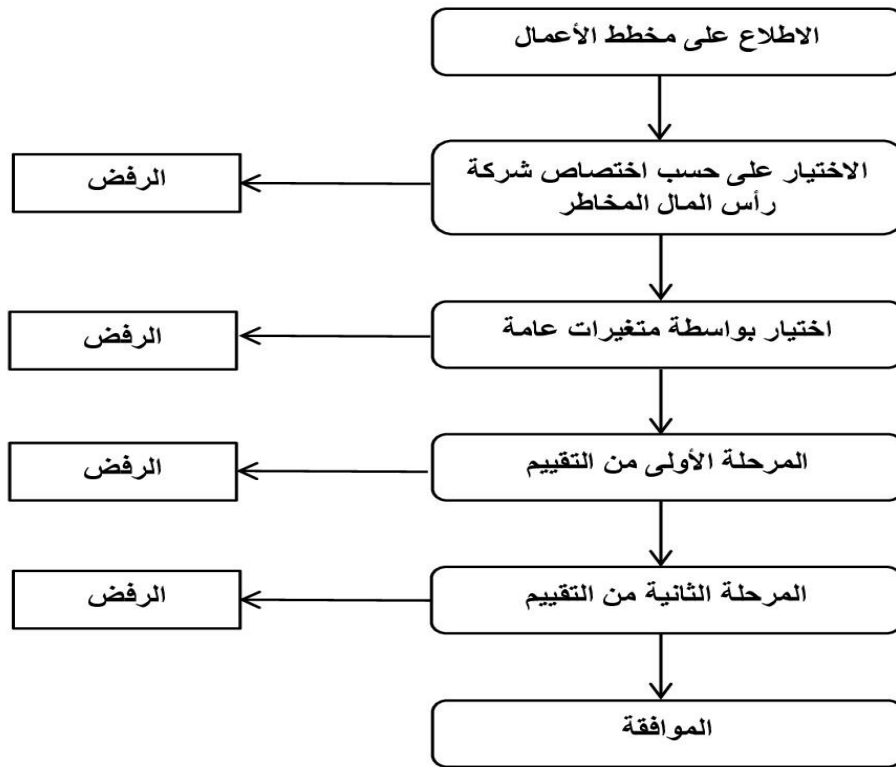 الاطلاع على مخطط الأعمال
الاختيار على حسب اختصاص شركة
رأس المال المخاطر
الرفض
اختيار بواسطة متغيرات عامة
الرفض
المرحلة الأولى من التقييم
الرفض
المرحلة الثانية من التقييم
الرفض
الموافقة